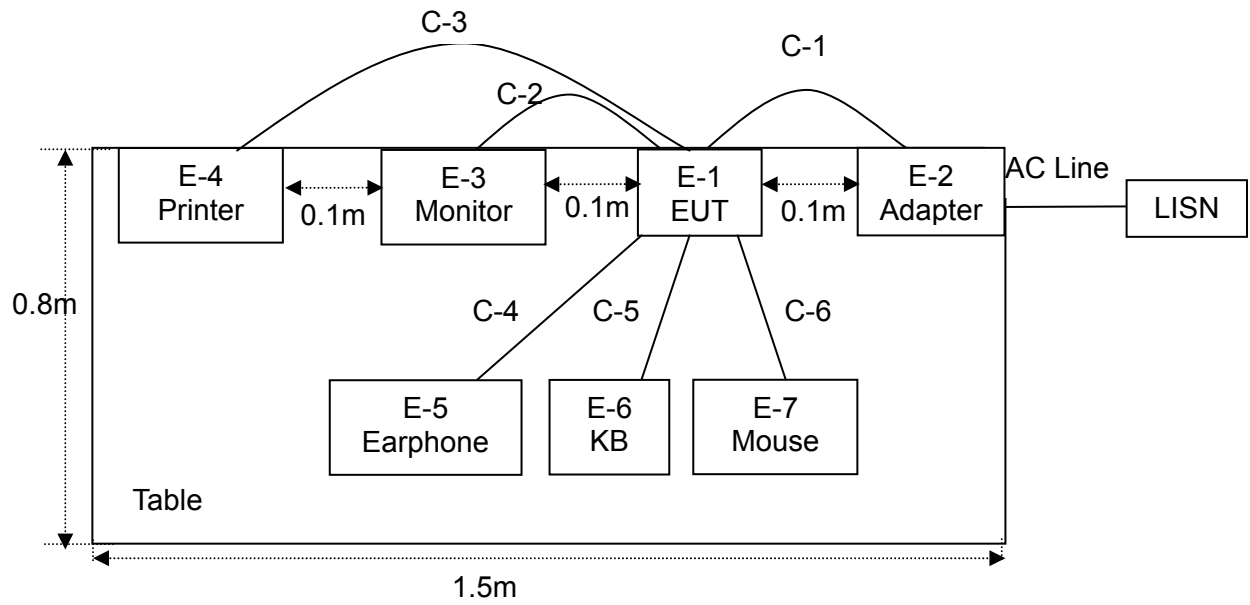 C-3
C-1
C-2
E-4
Printer
0.1m
E-3
Monitor
0.1m
E-1
EUT
0.1m
E-2
Adapter
AC Line
LISN
0.8m
C-4
C-5
C-6
E-5
Earphone
E-6
KB
E-7
Mouse
Table
1.5m